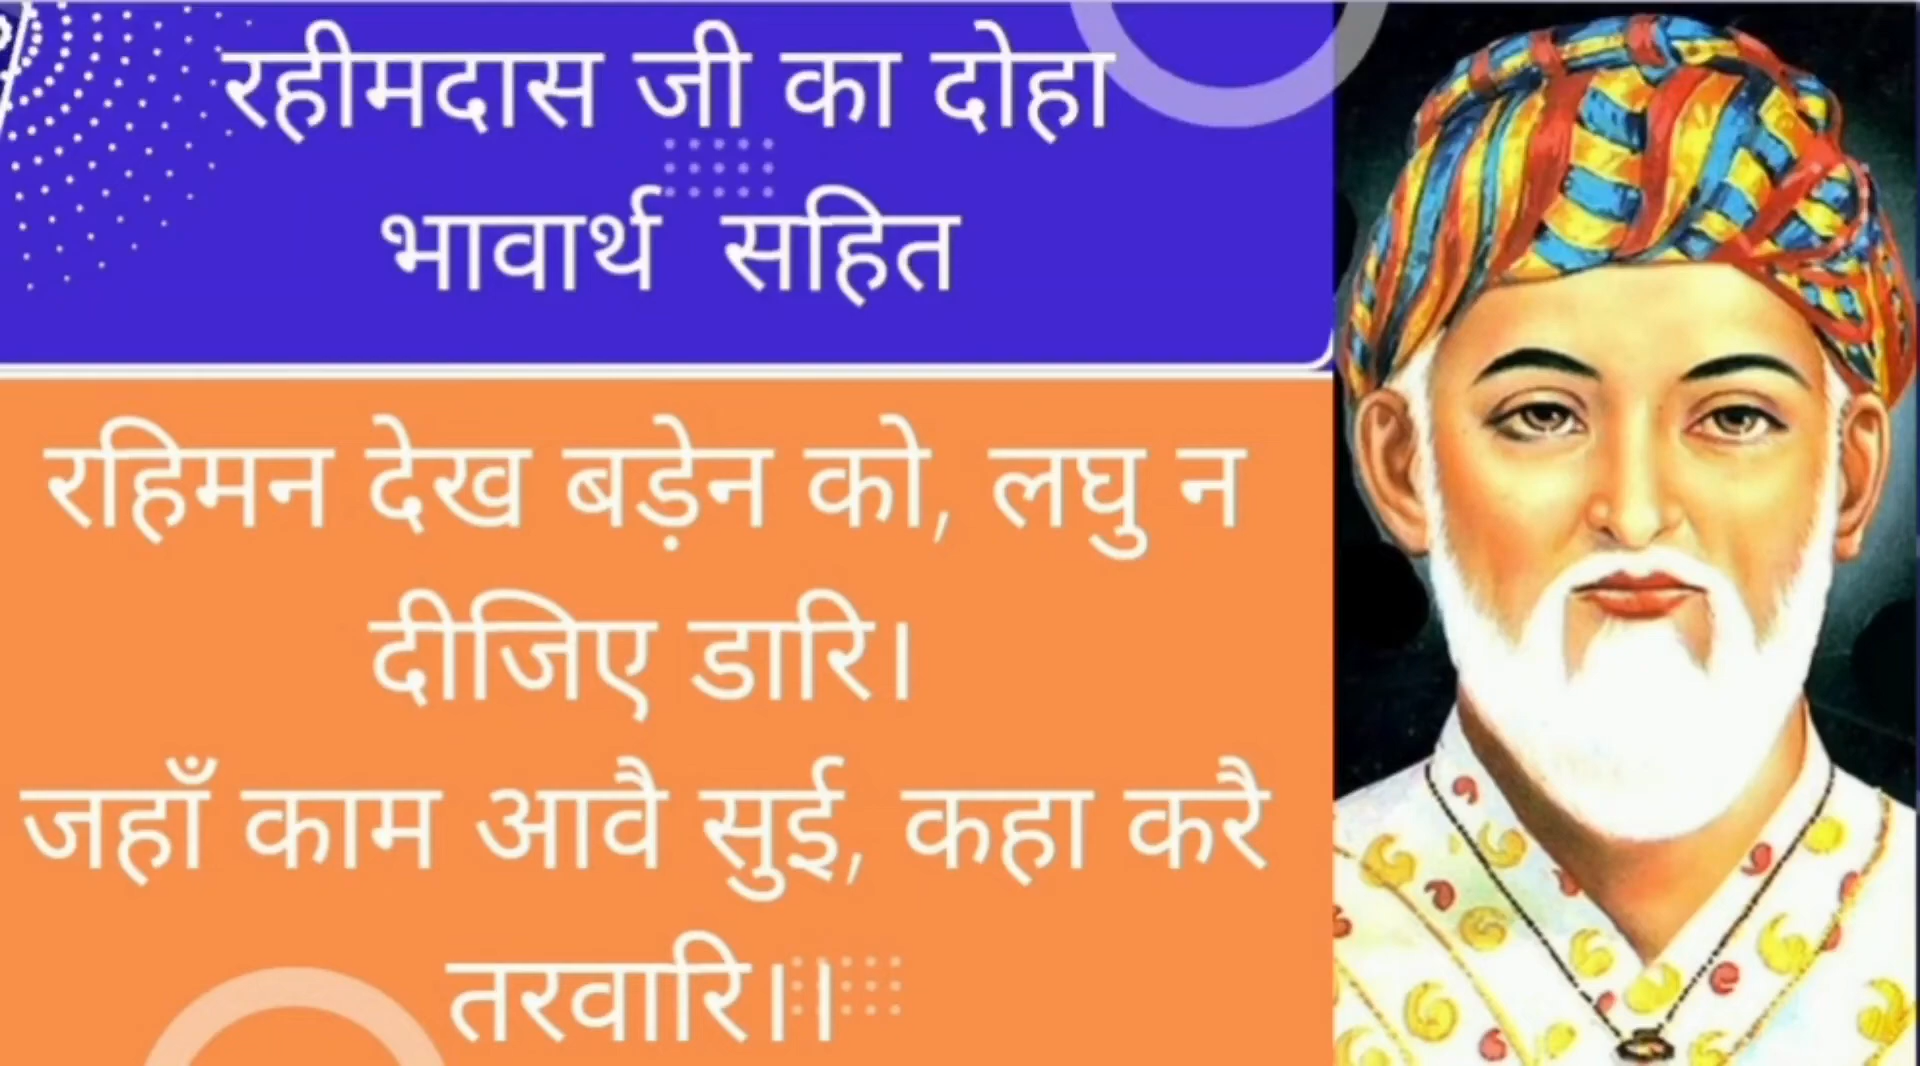 रहीमदास जी का दोहा
भावार्थ सहित
रहिमन देख बड़ेन को, लघु न
दीजिए डारि।
जहाँ काम आवै सुई, कहा करै
तरवारि।।